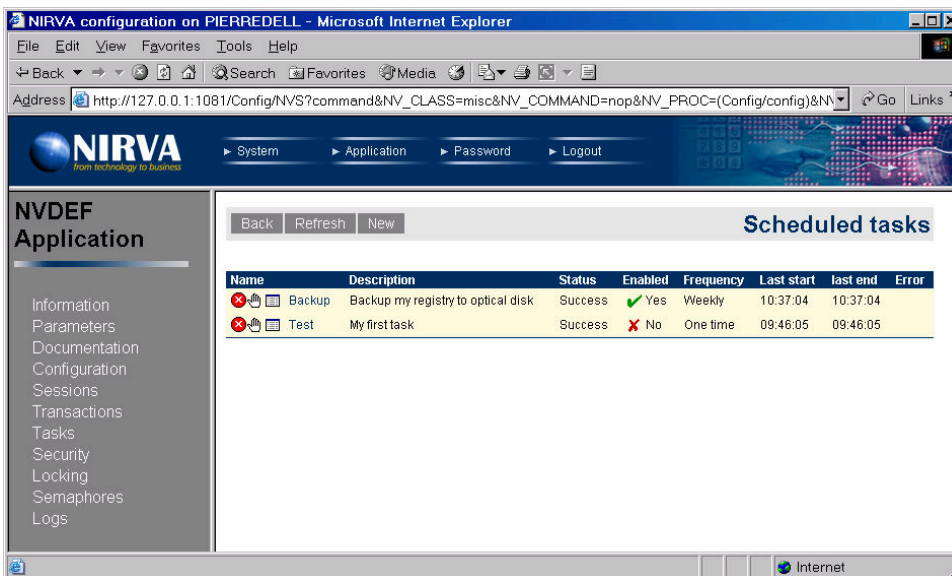 NIRVA configuration on PIERREDELL - Microsoft Internet Explorer
File Edit View Favorites Tools Help
Back Search Favorites Media
Address http://127.0.0.1:1081/Config/NVS?command&NV_CLASS=misc&NV_COMMAND=nop&NV_PROC=(Config/config)&N Go Links
NIRVA
from technology to business
System Application Password Logout
NVDEF
Application
Information
Parameters
Documentation
Configuration
Sessions
Transactions
Tasks
Security
Locking
Semaphores
Logs
Back Refresh New Scheduled tasks
Name Description Status Enabled Frequency Last start last end Error
Backup Backup my registry to optical disk Success Yes Weekly 10:37:04 10:37:04
Test My first task Success No One time 09:46:05 09:46:05
Internet